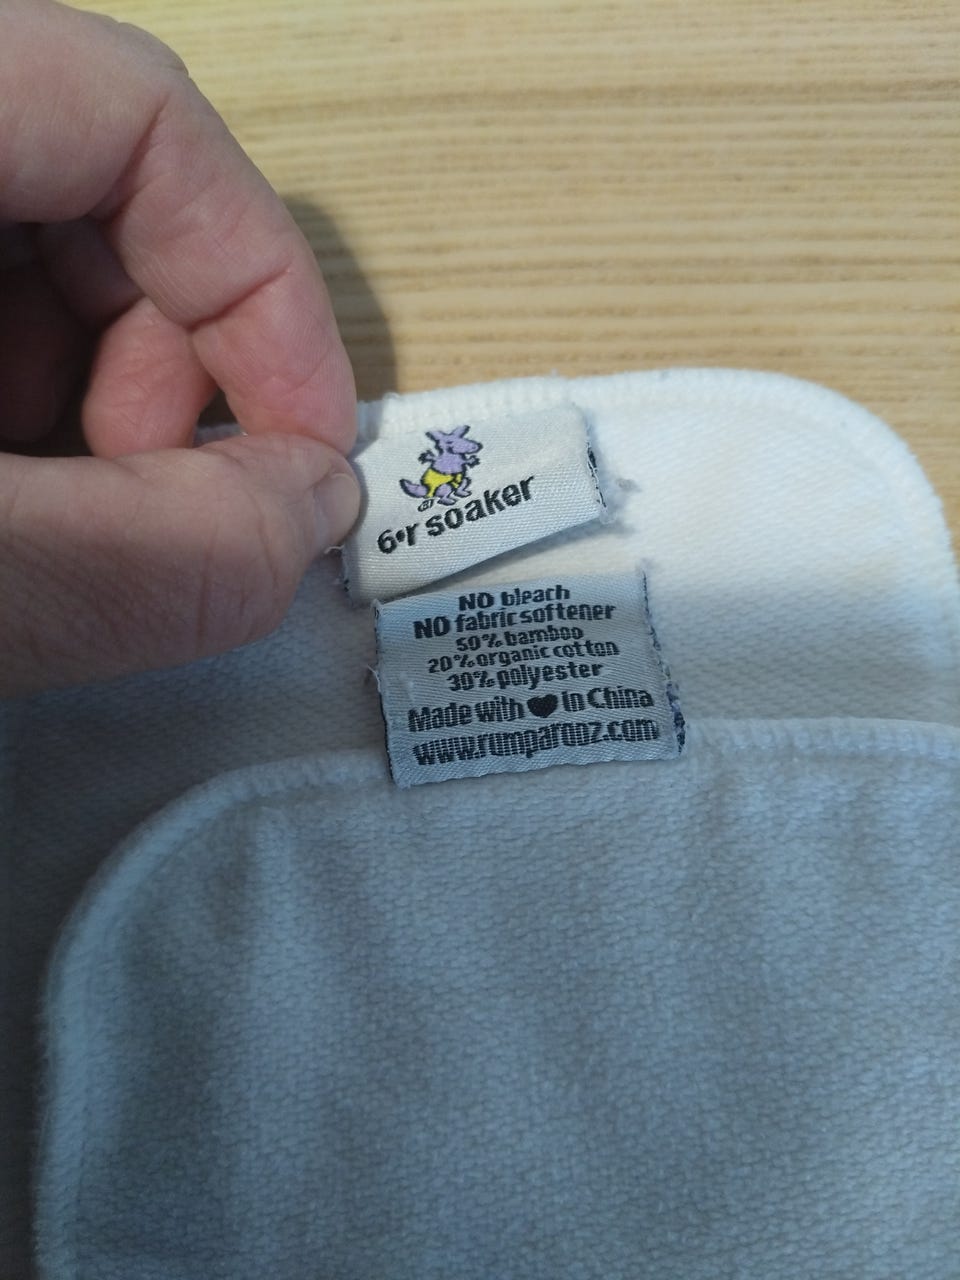 6•r soaker
NO bleach
NO fabric softener
50% bamboo
20% organic cotton
30% polyester
Made with ♥ in China
www.rumparooz.com